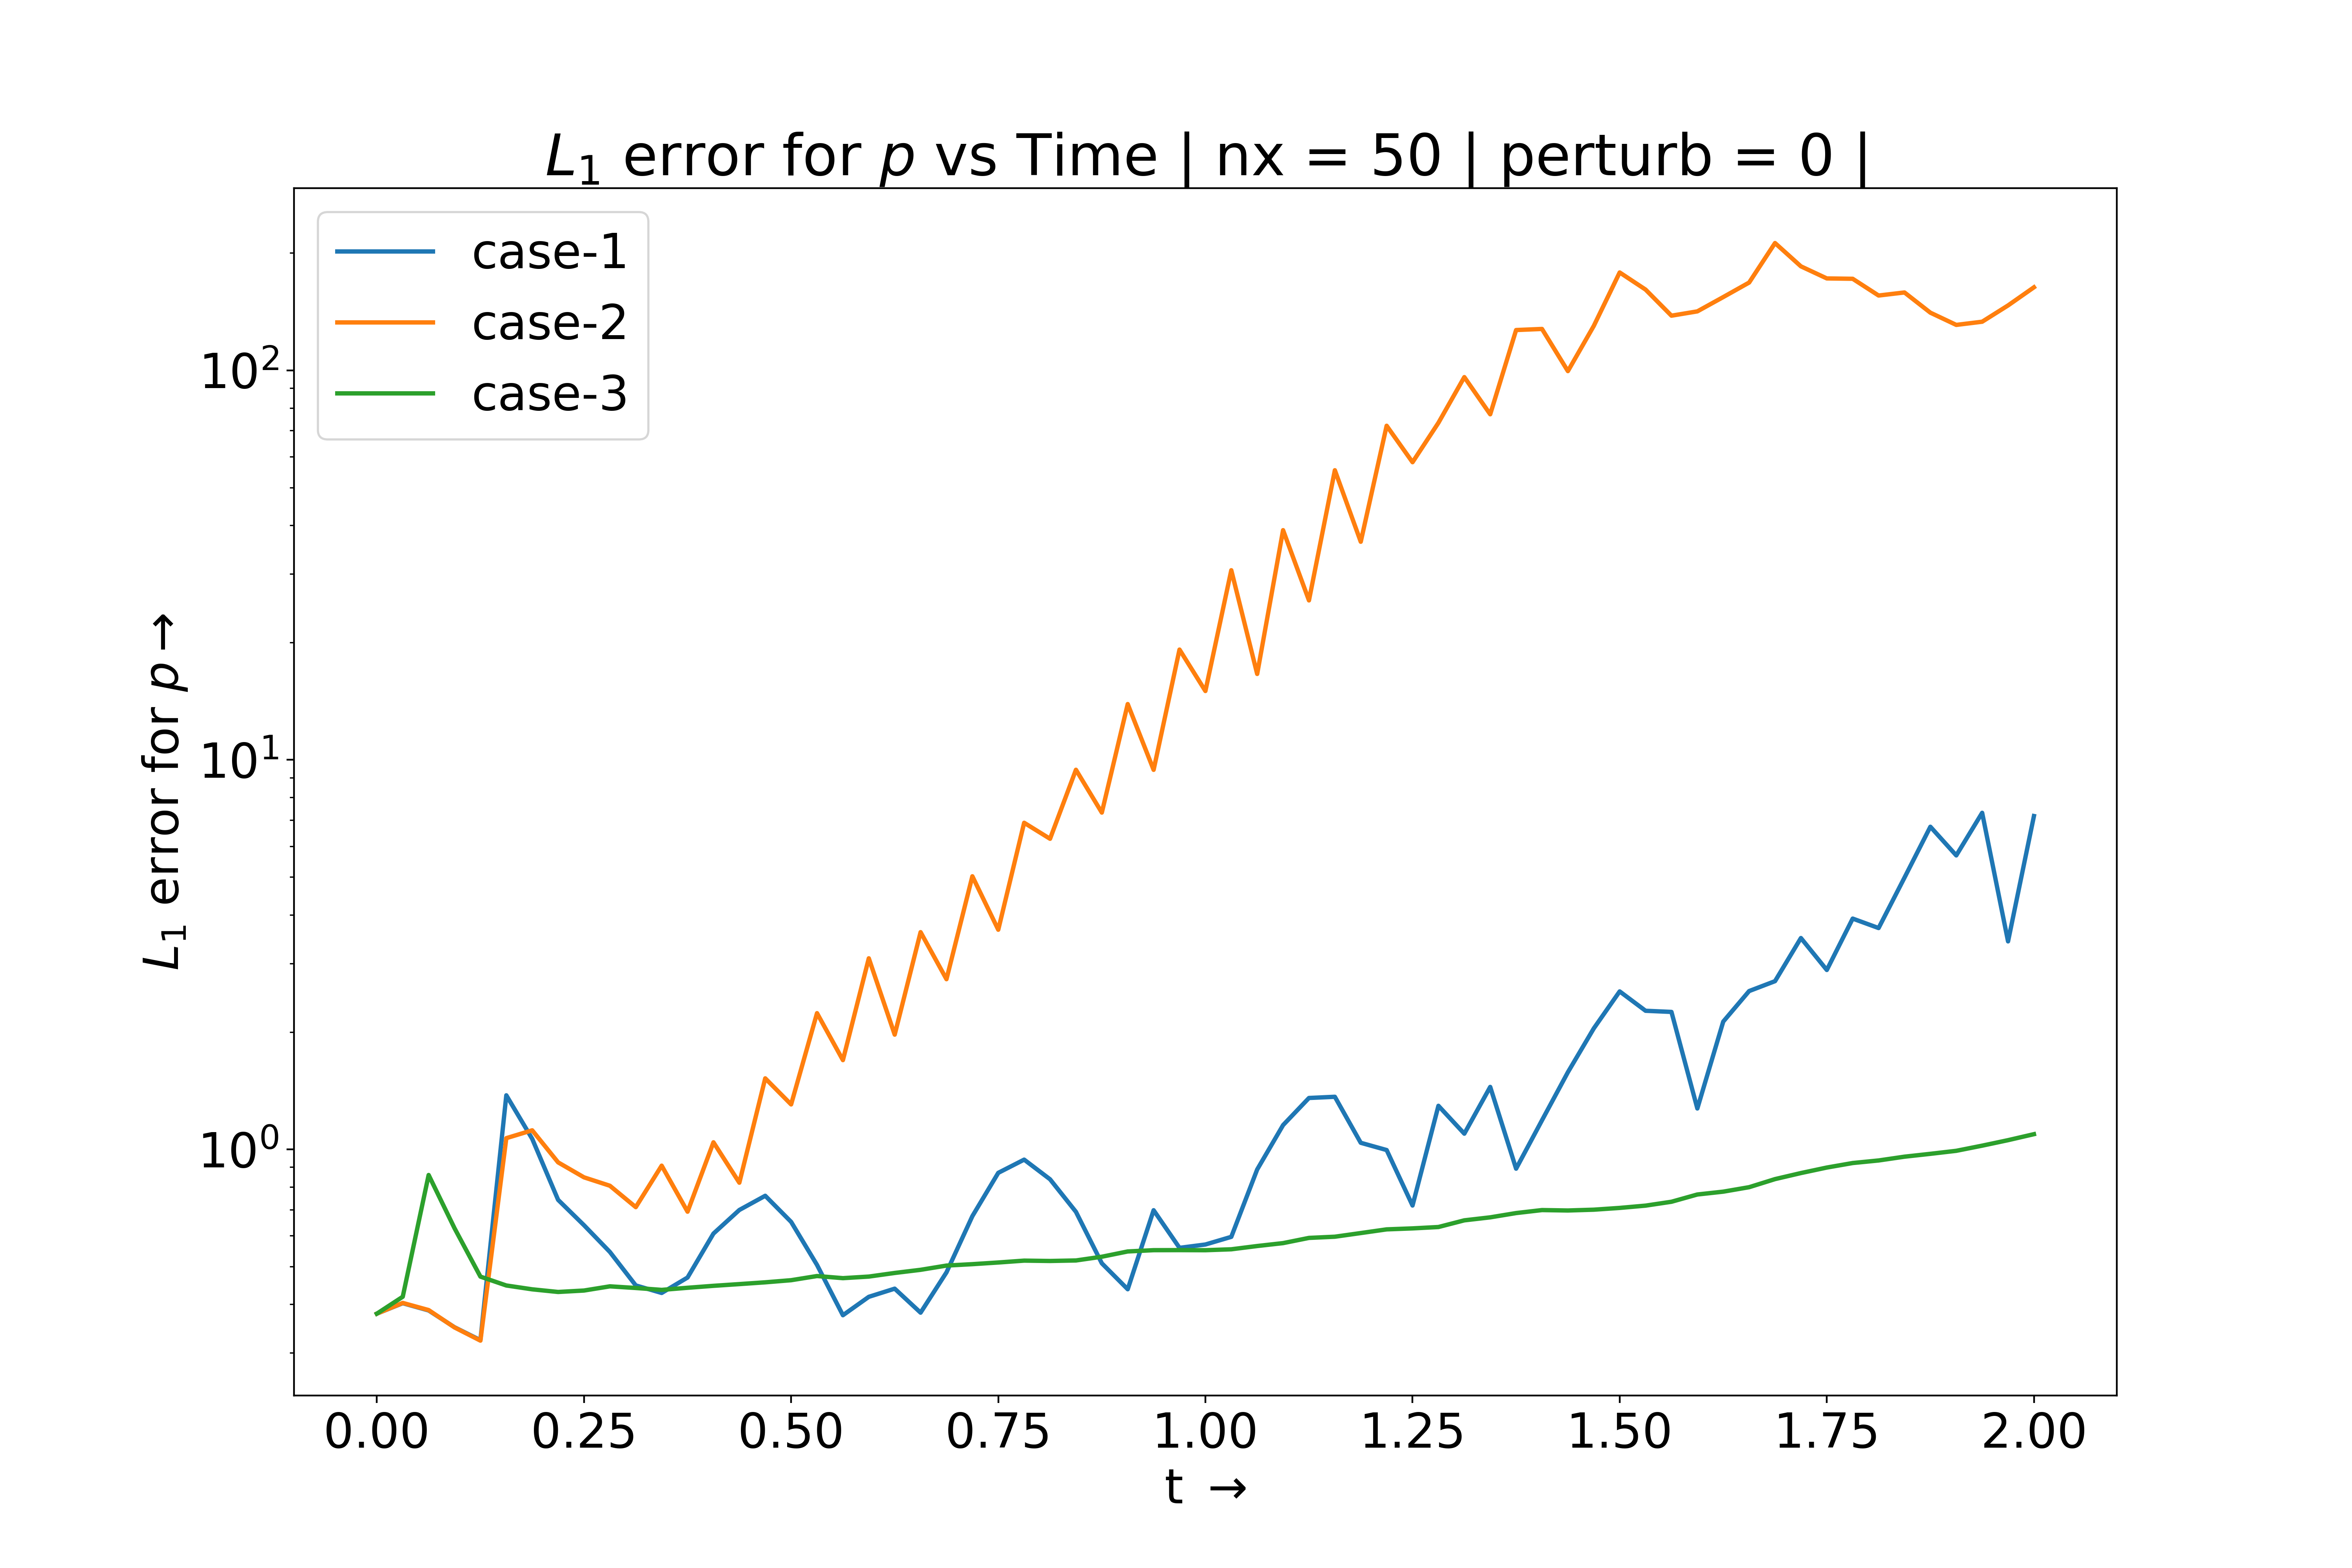 L₁ error for p vs Time | nx = 50 | perturb = 0 |
case-1
case-2
case-3
10²
10¹
10⁰
L₁ error for p→
0.00 0.25 0.50 0.75 1.00 1.25 1.50 1.75 2.00
t →